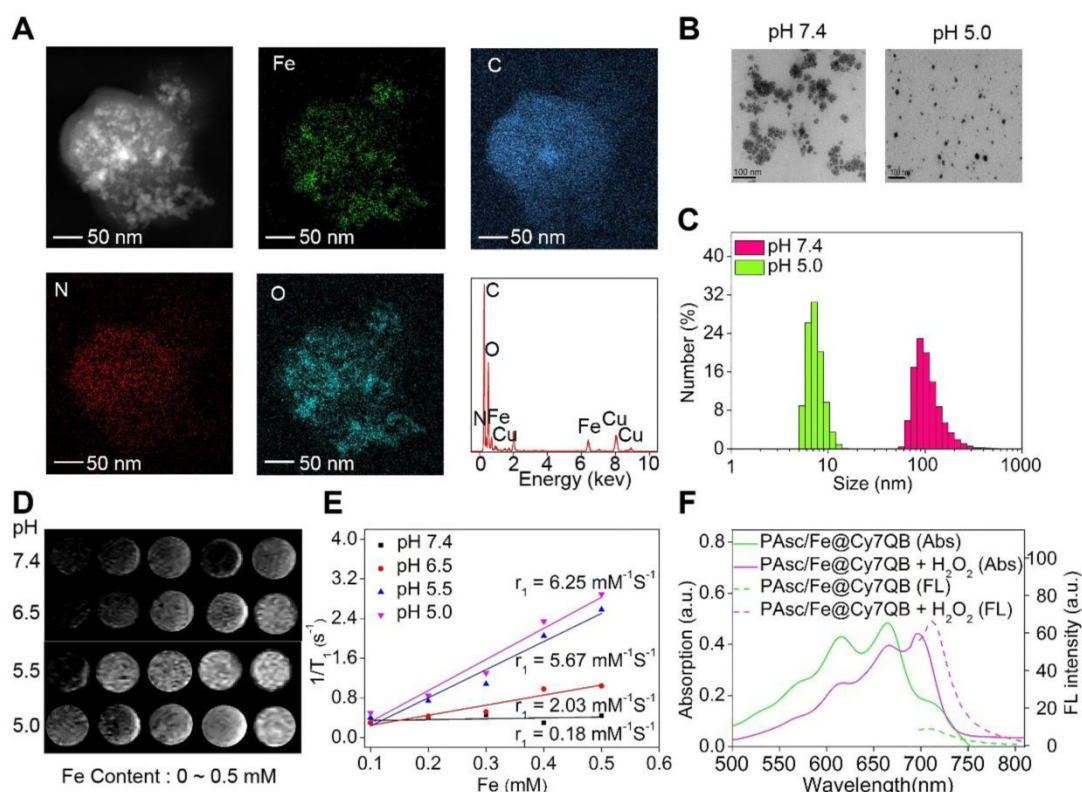 A
Fe
C
50 nm
50 nm
50 nm
N
O
50 nm
50 nm
C
O
N
Fe
Cu
Fe
Cu
Cu
0 2 4 6 8 10
Energy (kev)
B
pH 7.4
pH 5.0
100 nm
100 nm
C
pH 7.4
pH 5.0
40
32
24
16
8
0
Number (%)
1 10 100 1000
Size (nm)
D
pH
7.4
6.5
5.5
5.0
Fe Content : 0 ~ 0.5 mM
E
4.0
3.2
2.4
1.6
0.8
0.0
1/T₁ (s⁻¹)
pH 7.4
pH 6.5
pH 5.5
pH 5.0
r₁ = 6.25 mM⁻¹S⁻¹
r₁ = 5.67 mM⁻¹S⁻¹
r₁ = 2.03 mM⁻¹S⁻¹
r₁ = 0.18 mM⁻¹S⁻¹
0.1 0.2 0.3 0.4 0.5
Fe (mM)
F
0.8
0.6
0.4
0.2
0.0
Absorption (a.u.)
PAsc/Fe@Cy7QB (Abs)
PAsc/Fe@Cy7QB + H₂O₂ (Abs)
PAsc/Fe@Cy7QB (FL)
PAsc/Fe@Cy7QB + H₂O₂ (FL)
100
80
60
40
20
0
FL intensity (a.u.)
500 550 600 650 700 750 800
Wavelength(nm)